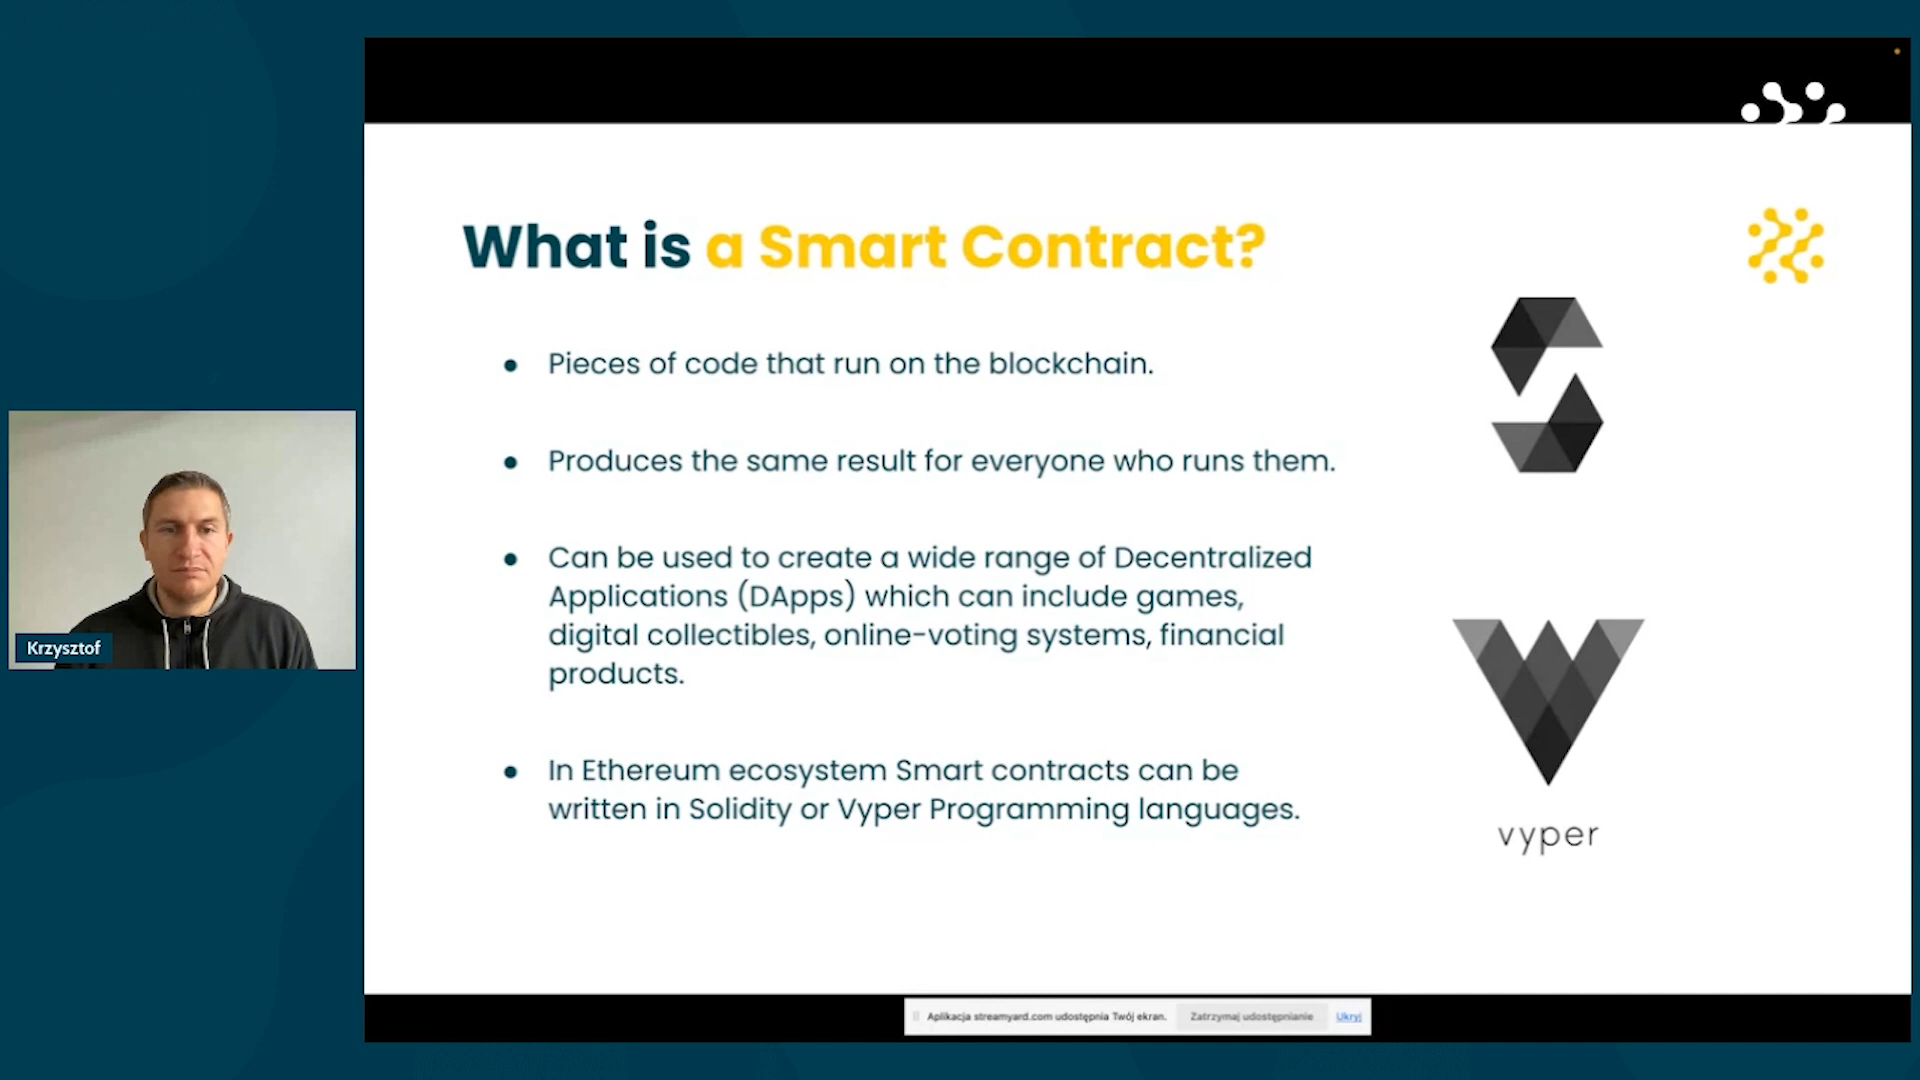 What is a Smart Contract?
● Pieces of code that run on the blockchain.
● Produces the same result for everyone who runs them.
● Can be used to create a wide range of Decentralized
Applications (DApps) which can include games,
digital collectibles, online-voting systems, financial
products.
● In Ethereum ecosystem Smart contracts can be
written in Solidity or Vyper Programming languages.
vyper
Krzysztof
Aplikacja streamyard.com udostępnia Twój ekran. Zatrzymaj udostępnianie Ukryj